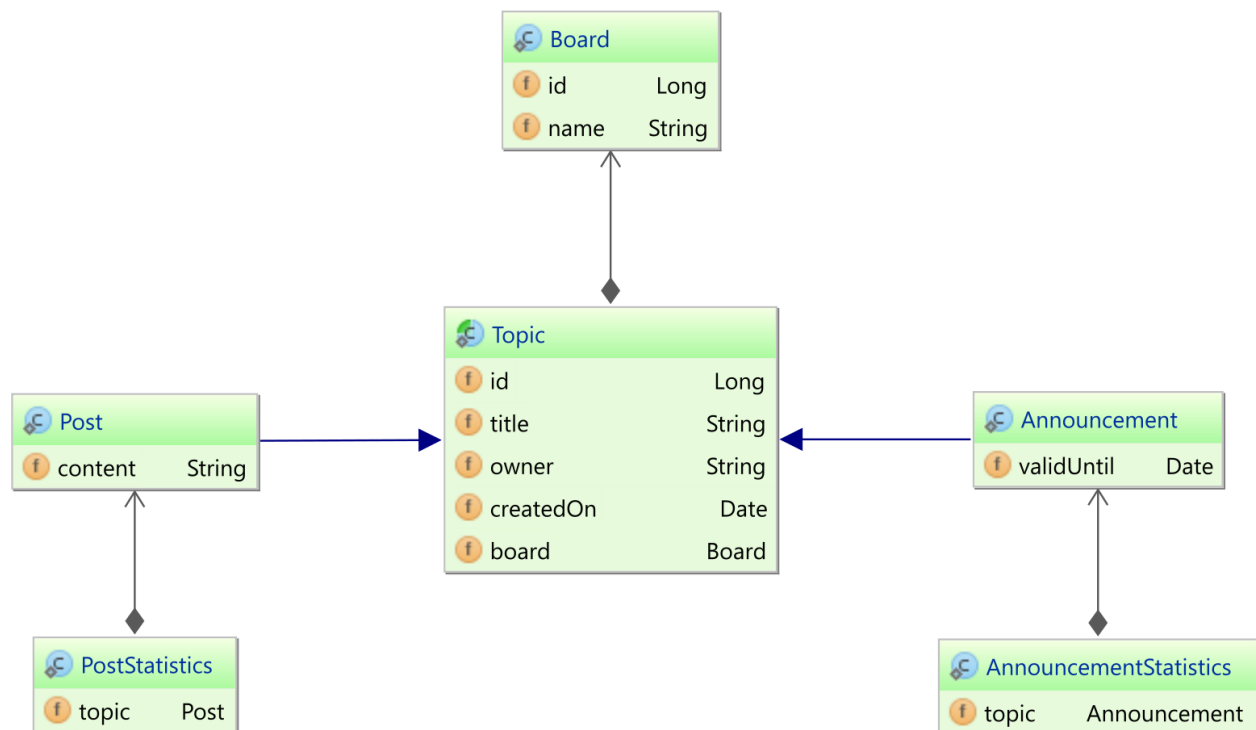 Board
id Long
name String
Topic
id Long
title String
owner String
createdOn Date
board Board
Post
content String
Announcement
validUntil Date
PostStatistics
topic Post
AnnouncementStatistics
topic Announcement